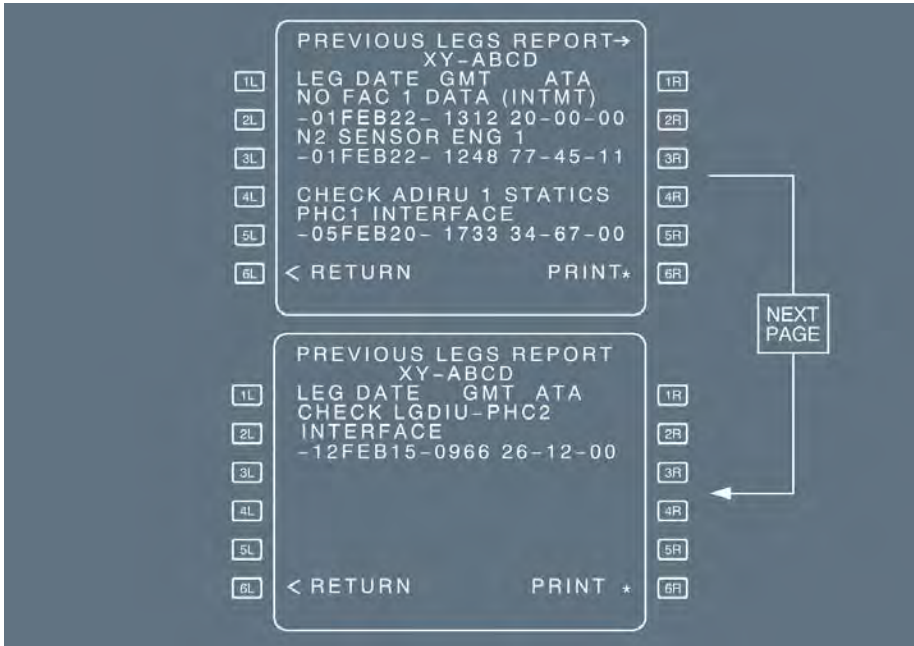 PREVIOUS LEGS REPORT→
XY-ABCD
1L LEG DATE GMT ATA 1R
NO FAC 1 DATA (INTMT)
2L -01FEB22- 1312 20-00-00 2R
N2 SENSOR ENG 1
3L -01FEB22- 1248 77-45-11 3R
4L CHECK ADIRU 1 STATICS 4R
PHC1 INTERFACE
5L -05FEB20- 1733 34-67-00 5R
6L < RETURN PRINT* 6R
NEXT
PAGE
PREVIOUS LEGS REPORT
XY-ABCD
1L LEG DATE GMT ATA 1R
CHECK LGDIU-PHC2
2L INTERFACE 2R
-12FEB15-0966 26-12-00
3L 3R
4L 4R
5L 5R
6L < RETURN PRINT * 6R